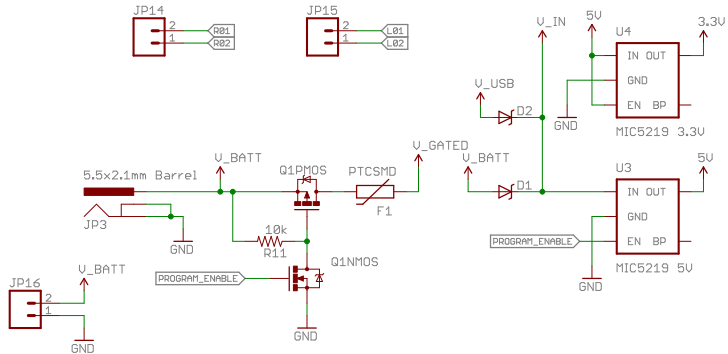 JP14
2
1
R01
R02
JP15
2
1
L01
L02
V_IN
5V
U4
3.3V
IN OUT
GND
EN BP
GND
MIC5219 3.3V
V_USB
D2
V_BATT
D1
5V
U3
IN OUT
GND
PROGRAM_ENABLE
EN BP
GND
MIC5219 5V
5.5x2.1mm Barrel
JP3
GND
V_BATT
Q1PMOS
PTCSMD
F1
V_GATED
10k
R11
Q1NMOS
PROGRAM_ENABLE
GND
JP16
2
1
V_BATT
GND